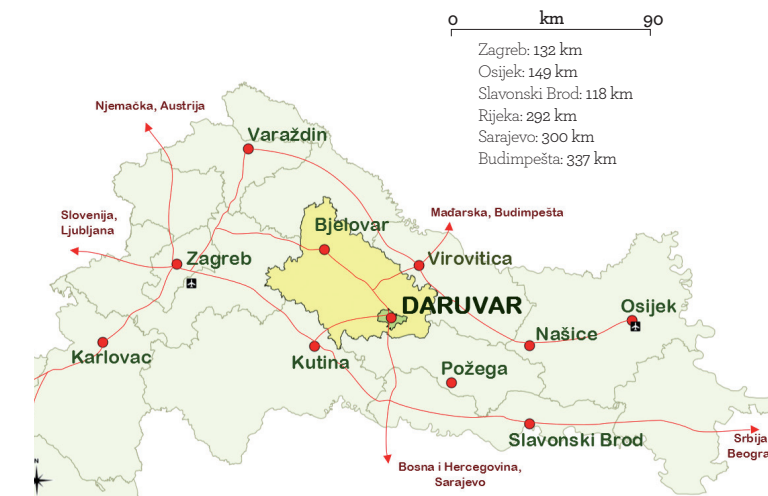 0 km 90
Zagreb: 132 km
Osijek: 149 km
Slavonski Brod: 118 km
Rijeka: 292 km
Sarajevo: 300 km
Budimpešta: 337 km
Njemačka, Austrija
Varaždin
Slovenija,
Ljubljana
Bjelovar
Mađarska, Budimpešta
Zagreb
Virovitica
DARUVAR
Osijek
Našice
Karlovac
Kutina
Požega
Slavonski Brod
Srbija
Beogra
Bosna i Hercegovina,
Sarajevo
N